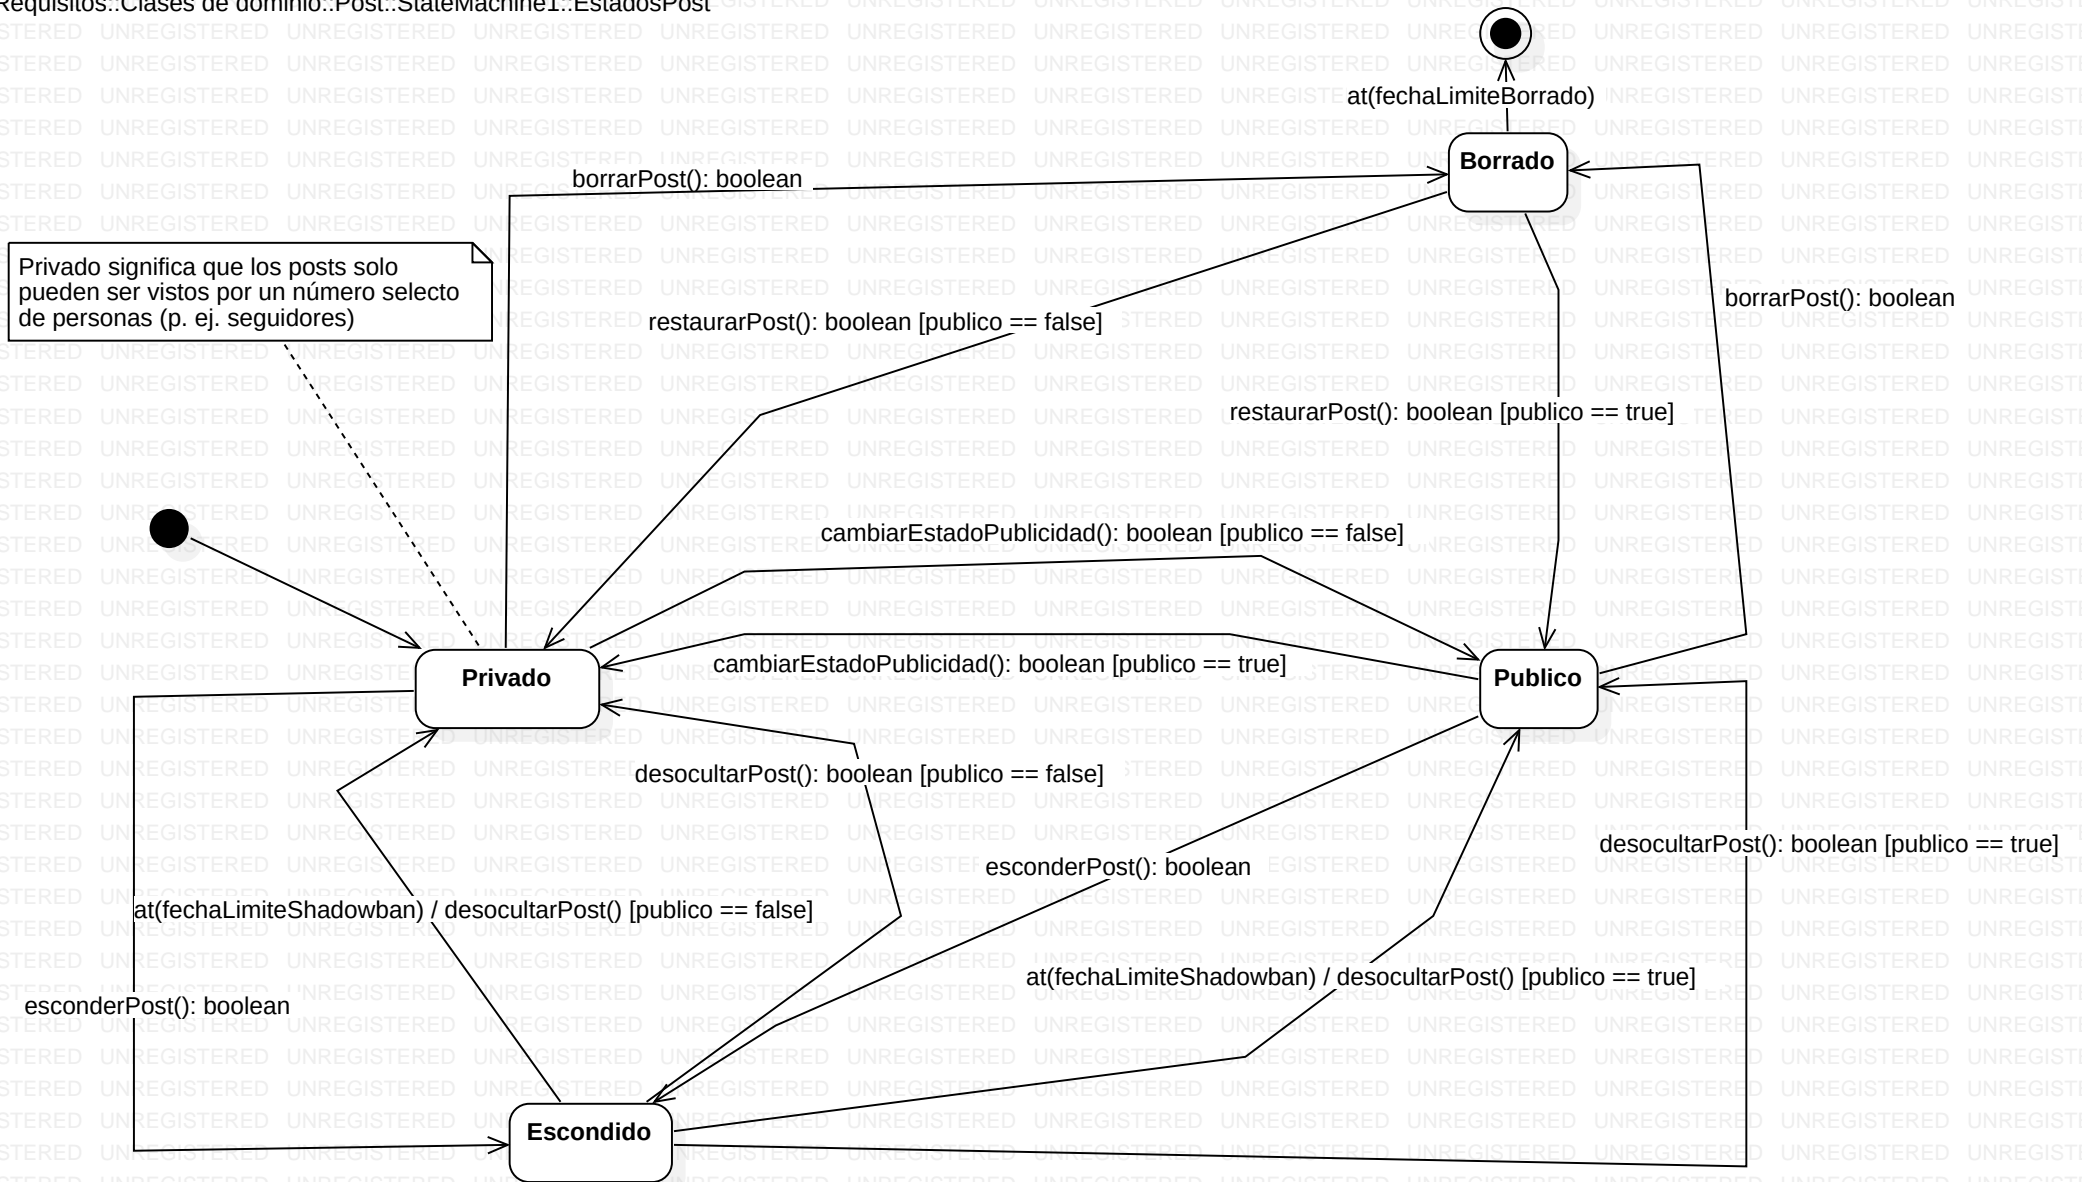 Requisitos::Clases de dominio::Post::StateMachine1::EstadosPost
at(fechaLimiteBorrado)
Borrado
borrarPost(): boolean
Privado significa que los posts solo
pueden ser vistos por un número selecto
de personas (p. ej. seguidores)
borrarPost(): boolean
restaurarPost(): boolean [publico == false]
restaurarPost(): boolean [publico == true]
cambiarEstadoPublicidad(): boolean [publico == false]
cambiarEstadoPublicidad(): boolean [publico == true]
Privado
Publico
desocultarPost(): boolean [publico == false]
desocultarPost(): boolean [publico == true]
esconderPost(): boolean
at(fechaLimiteShadowban) / desocultarPost() [publico == false]
at(fechaLimiteShadowban) / desocultarPost() [publico == true]
esconderPost(): boolean
Escondido
UNREGISTERED